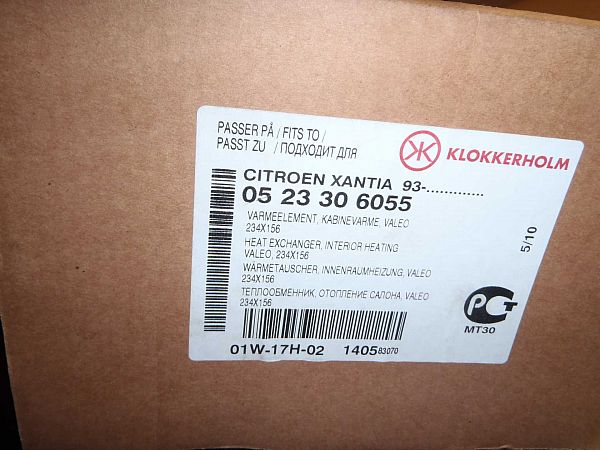 PASSER PÅ / FITS TO /
PASST ZU / ПОДХОДИТ ДЛЯ
KLOKKERHOLM
CITROEN XANTIA 93-.............
05 23 30 6055
VARMEELEMENT, KABINEVARME, VALEO
234X156
HEAT EXCHANGER, INTERIOR HEATING
VALEO, 234X156
WÄRMETAUSCHER, INNENRAUMHEIZUNG, VALEO
234X156
ТЕПЛООБМЕННИК, ОТОПЛЕНИЕ САЛОНА, VALEO
234X156
5/10
РСТ
MT30
01W-17H-02 1405 83070